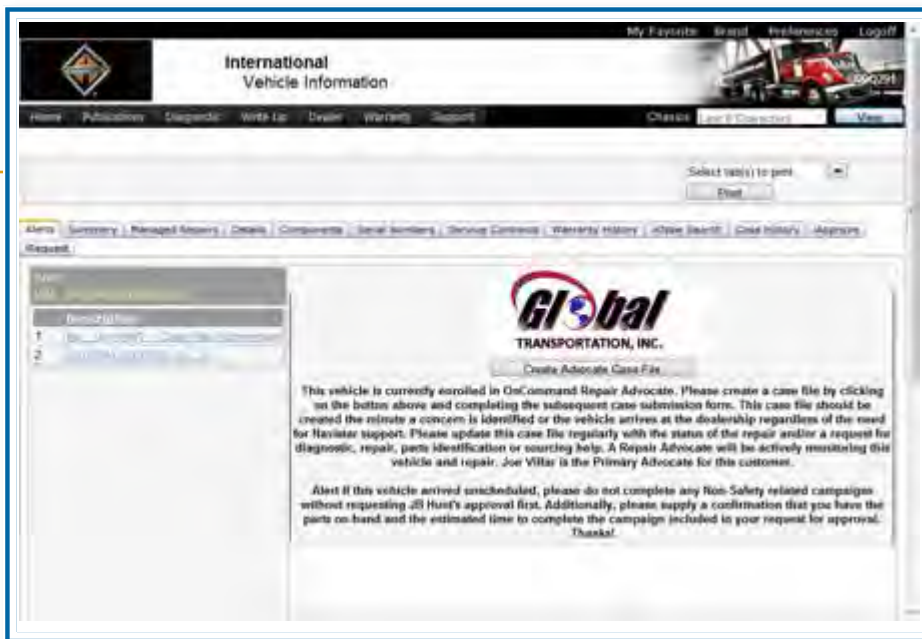 My Favorite Brand Preferences Logoff
International
Vehicle Information
Home Publications Diagnostic Write Up Dealer Warranty Support Chassis Last 8 Characters View
Select tab(s) to print
Print
Alerts Summary Managed Repairs Details Components Serial Numbers Service Contracts Warranty History Case History Approve
Request
Description
1
2
Global
TRANSPORTATION, INC.
Create Advocate Case File
This vehicle is currently enrolled in OnCommand Repair Advocate. Please create a case file by clicking
on the button above and completing the subsequent case submission form. This case file should be
created the minute a concern is identified or the vehicle arrives at the dealership regardless of the need
for Navistar support. Please update this case file regularly with the status of the repair and/or a request for
diagnostic, repair, parts identification or sourcing help. A Repair Advocate will be actively monitoring this
vehicle and repair. Joe Villar is the Primary Advocate for this customer.
Alert If this vehicle arrived unscheduled, please do not complete any Non-Safety related campaigns
without requesting JB Hunt's approval first. Additionally, please supply a confirmation that you have the
parts on-hand and the estimated time to complete the campaign included in your request for approval.
Thanks!